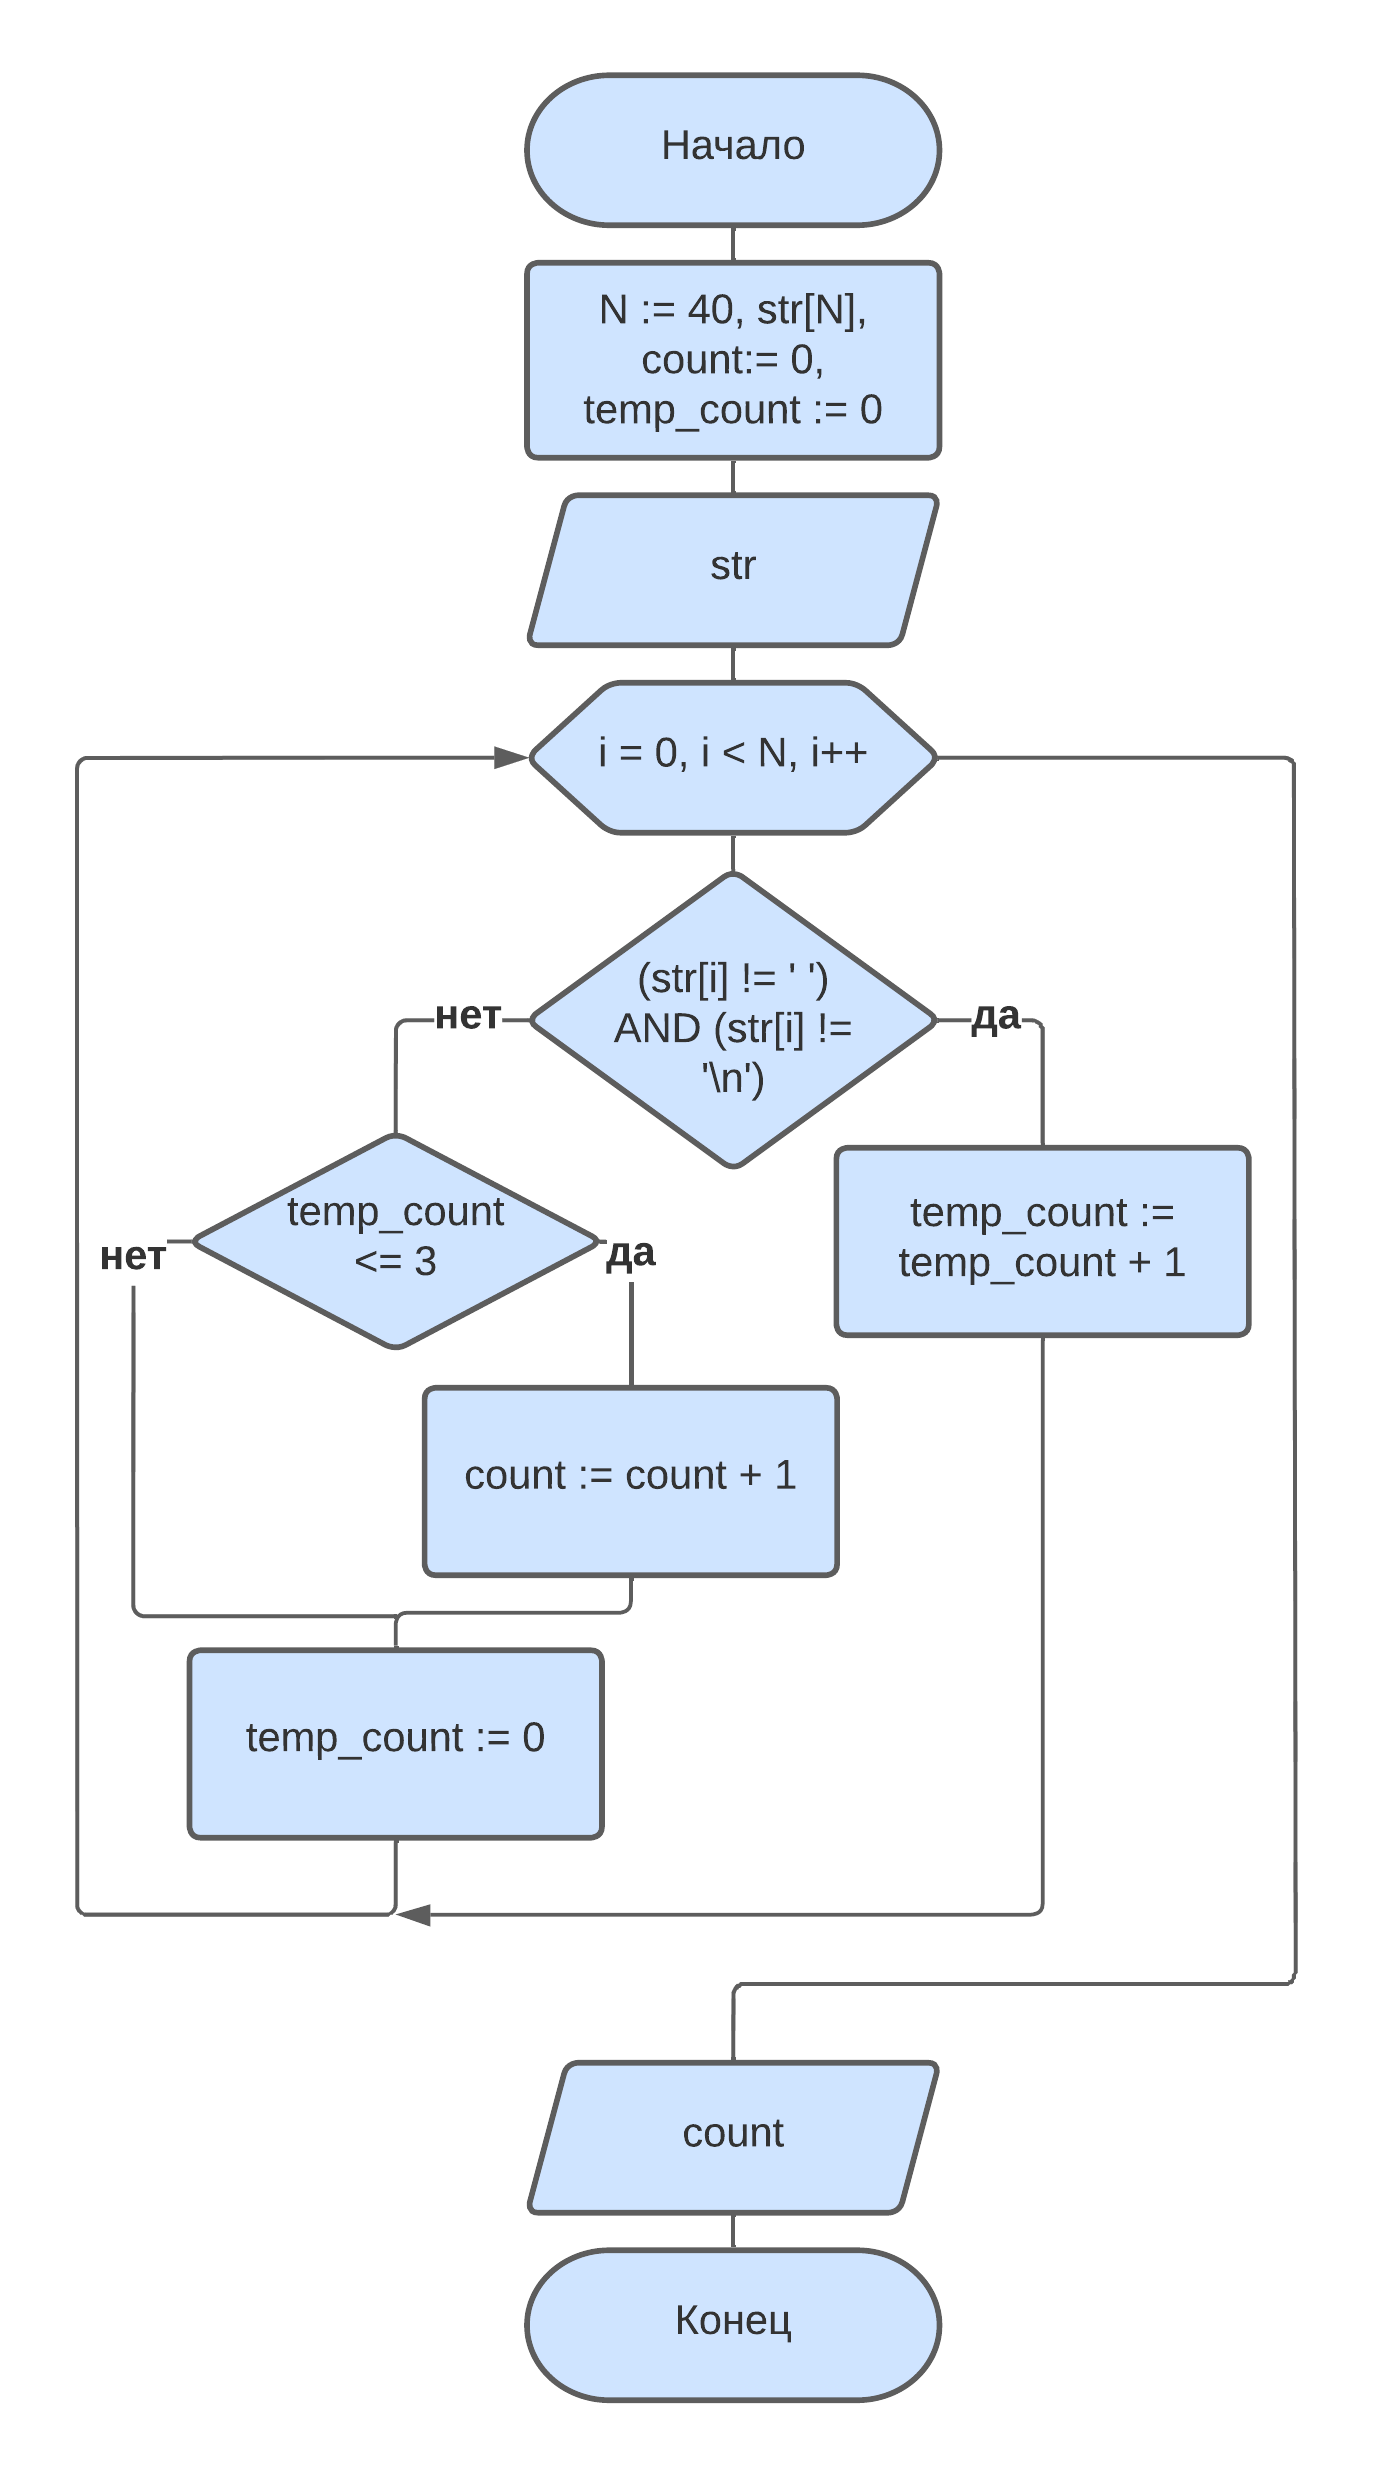 Начало
N := 40, str[N],
count:= 0,
temp_count := 0
str
i = 0, i < N, i++
(str[i] != ' ')
AND (str[i] !=
'\n')
нет
да
temp_count
<= 3
нет
да
temp_count :=
temp_count + 1
count := count + 1
temp_count := 0
count
Конец